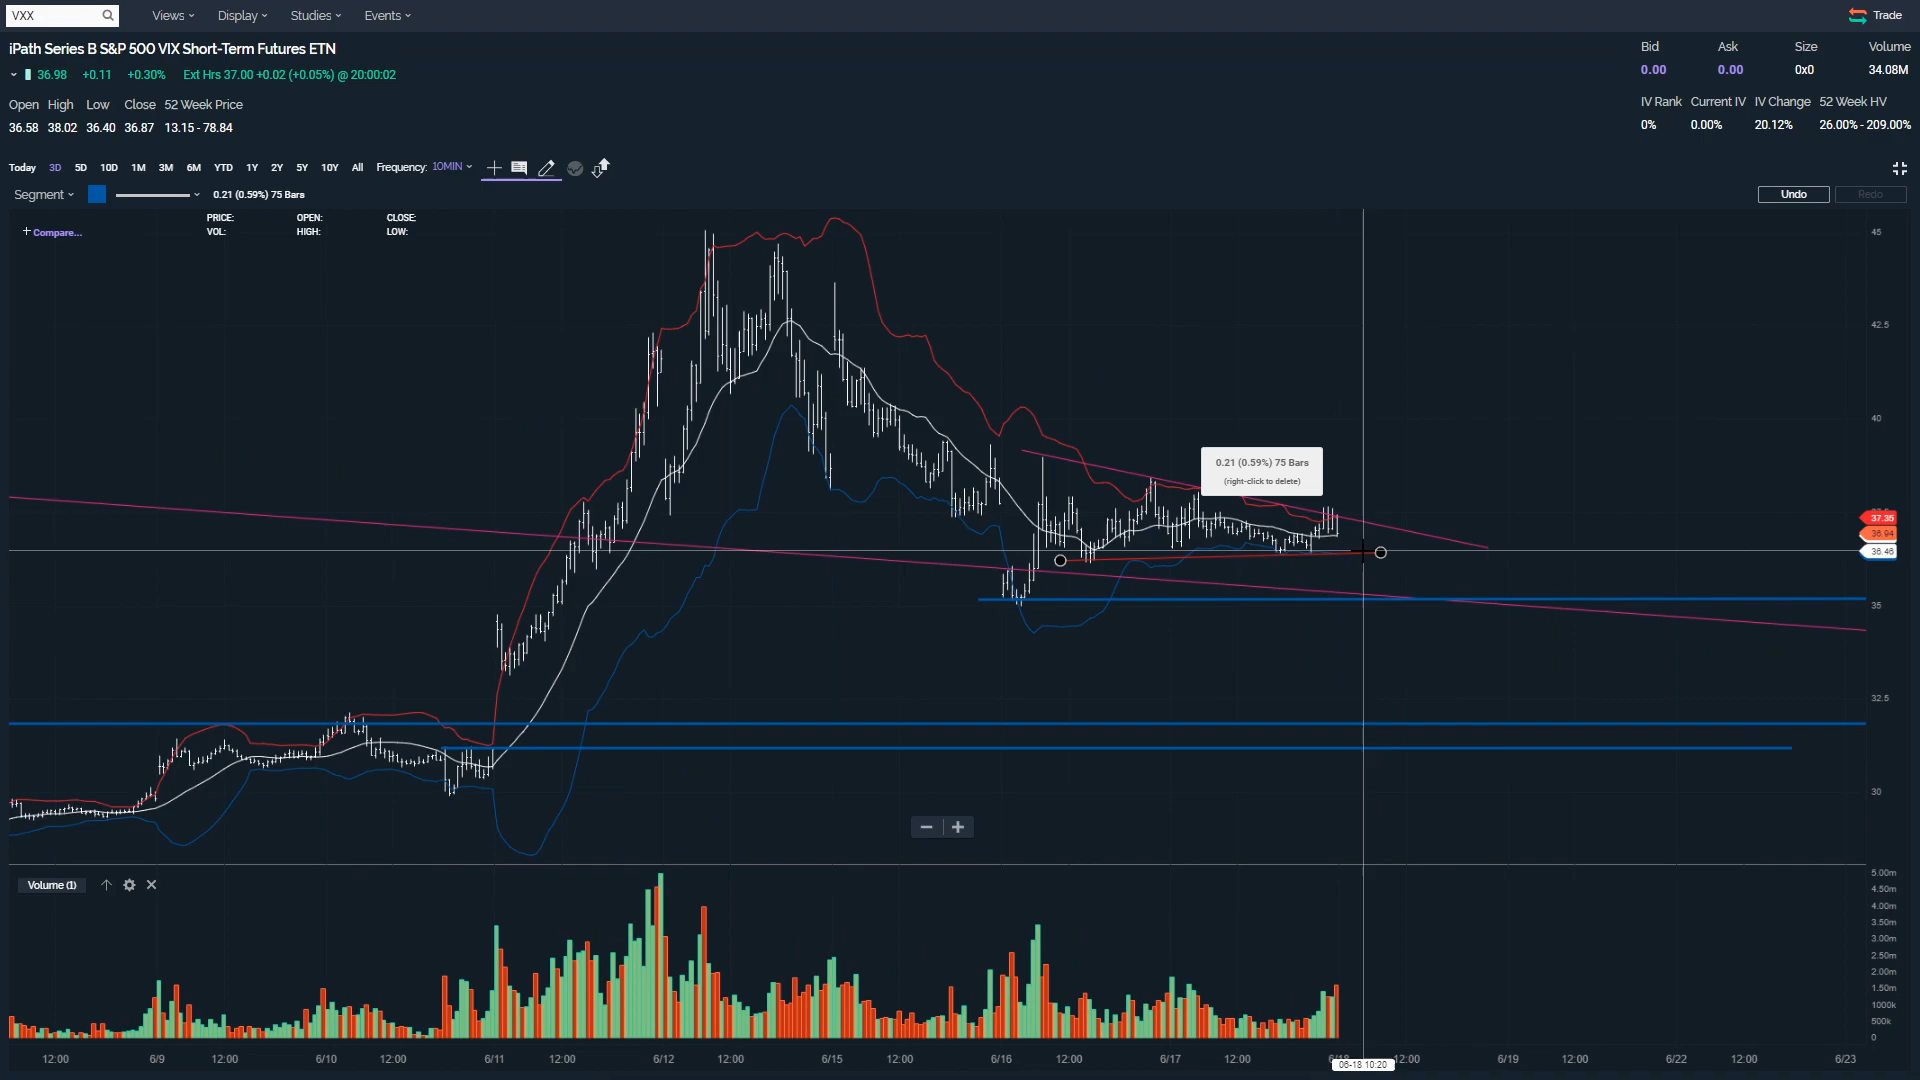 VXX Views Display Studies Events Trade
iPath Series B S&P 500 VIX Short-Term Futures ETN
36.98 +0.11 +0.30% Ext Hrs 37.00 +0.02 (+0.05%) @ 20:00:02
Bid Ask Size Volume
0.00 0.00 0x0 34.08M
Open High Low Close 52 Week Price
36.58 38.02 36.40 36.87 13.15 - 78.84
IV Rank Current IV IV Change 52 Week HV
0% 0.00% 20.12% 26.00% - 209.00%
Today 3D 5D 10D 1M 3M 6M YTD 1Y 2Y 5Y 10Y All Frequency: 10MIN
Segment 0.21 (0.59%) 75 Bars Undo Redo
PRICE: OPEN: CLOSE:
VOL: HIGH: LOW:
+ Compare...
45
42.5
40
0.21 (0.59%) 75 Bars
(right-click to delete)
37.35
36.94
36.46
35
32.5
30
Volume (1)
5.00m
4.50m
4.00m
3.50m
3.00m
2.50m
2.00m
1.50m
1000k
500k
0
12:00 6/9 12:00 6/10 12:00 6/11 12:00 6/12 12:00 6/15 12:00 6/16 12:00 6/17 12:00 6/18 12:00 6/19 12:00 6/22 12:00 6/23
06-18 10:20